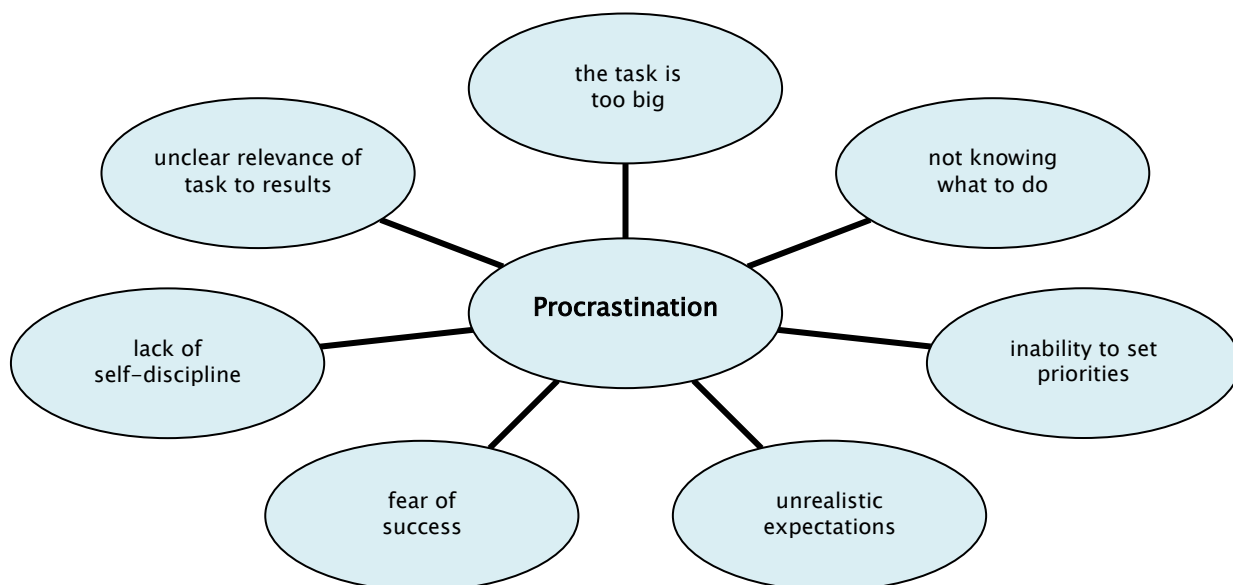 the task is
too big
unclear relevance of
task to results
not knowing
what to do
Procrastination
lack of
self-discipline
inability to set
priorities
fear of
success
unrealistic
expectations